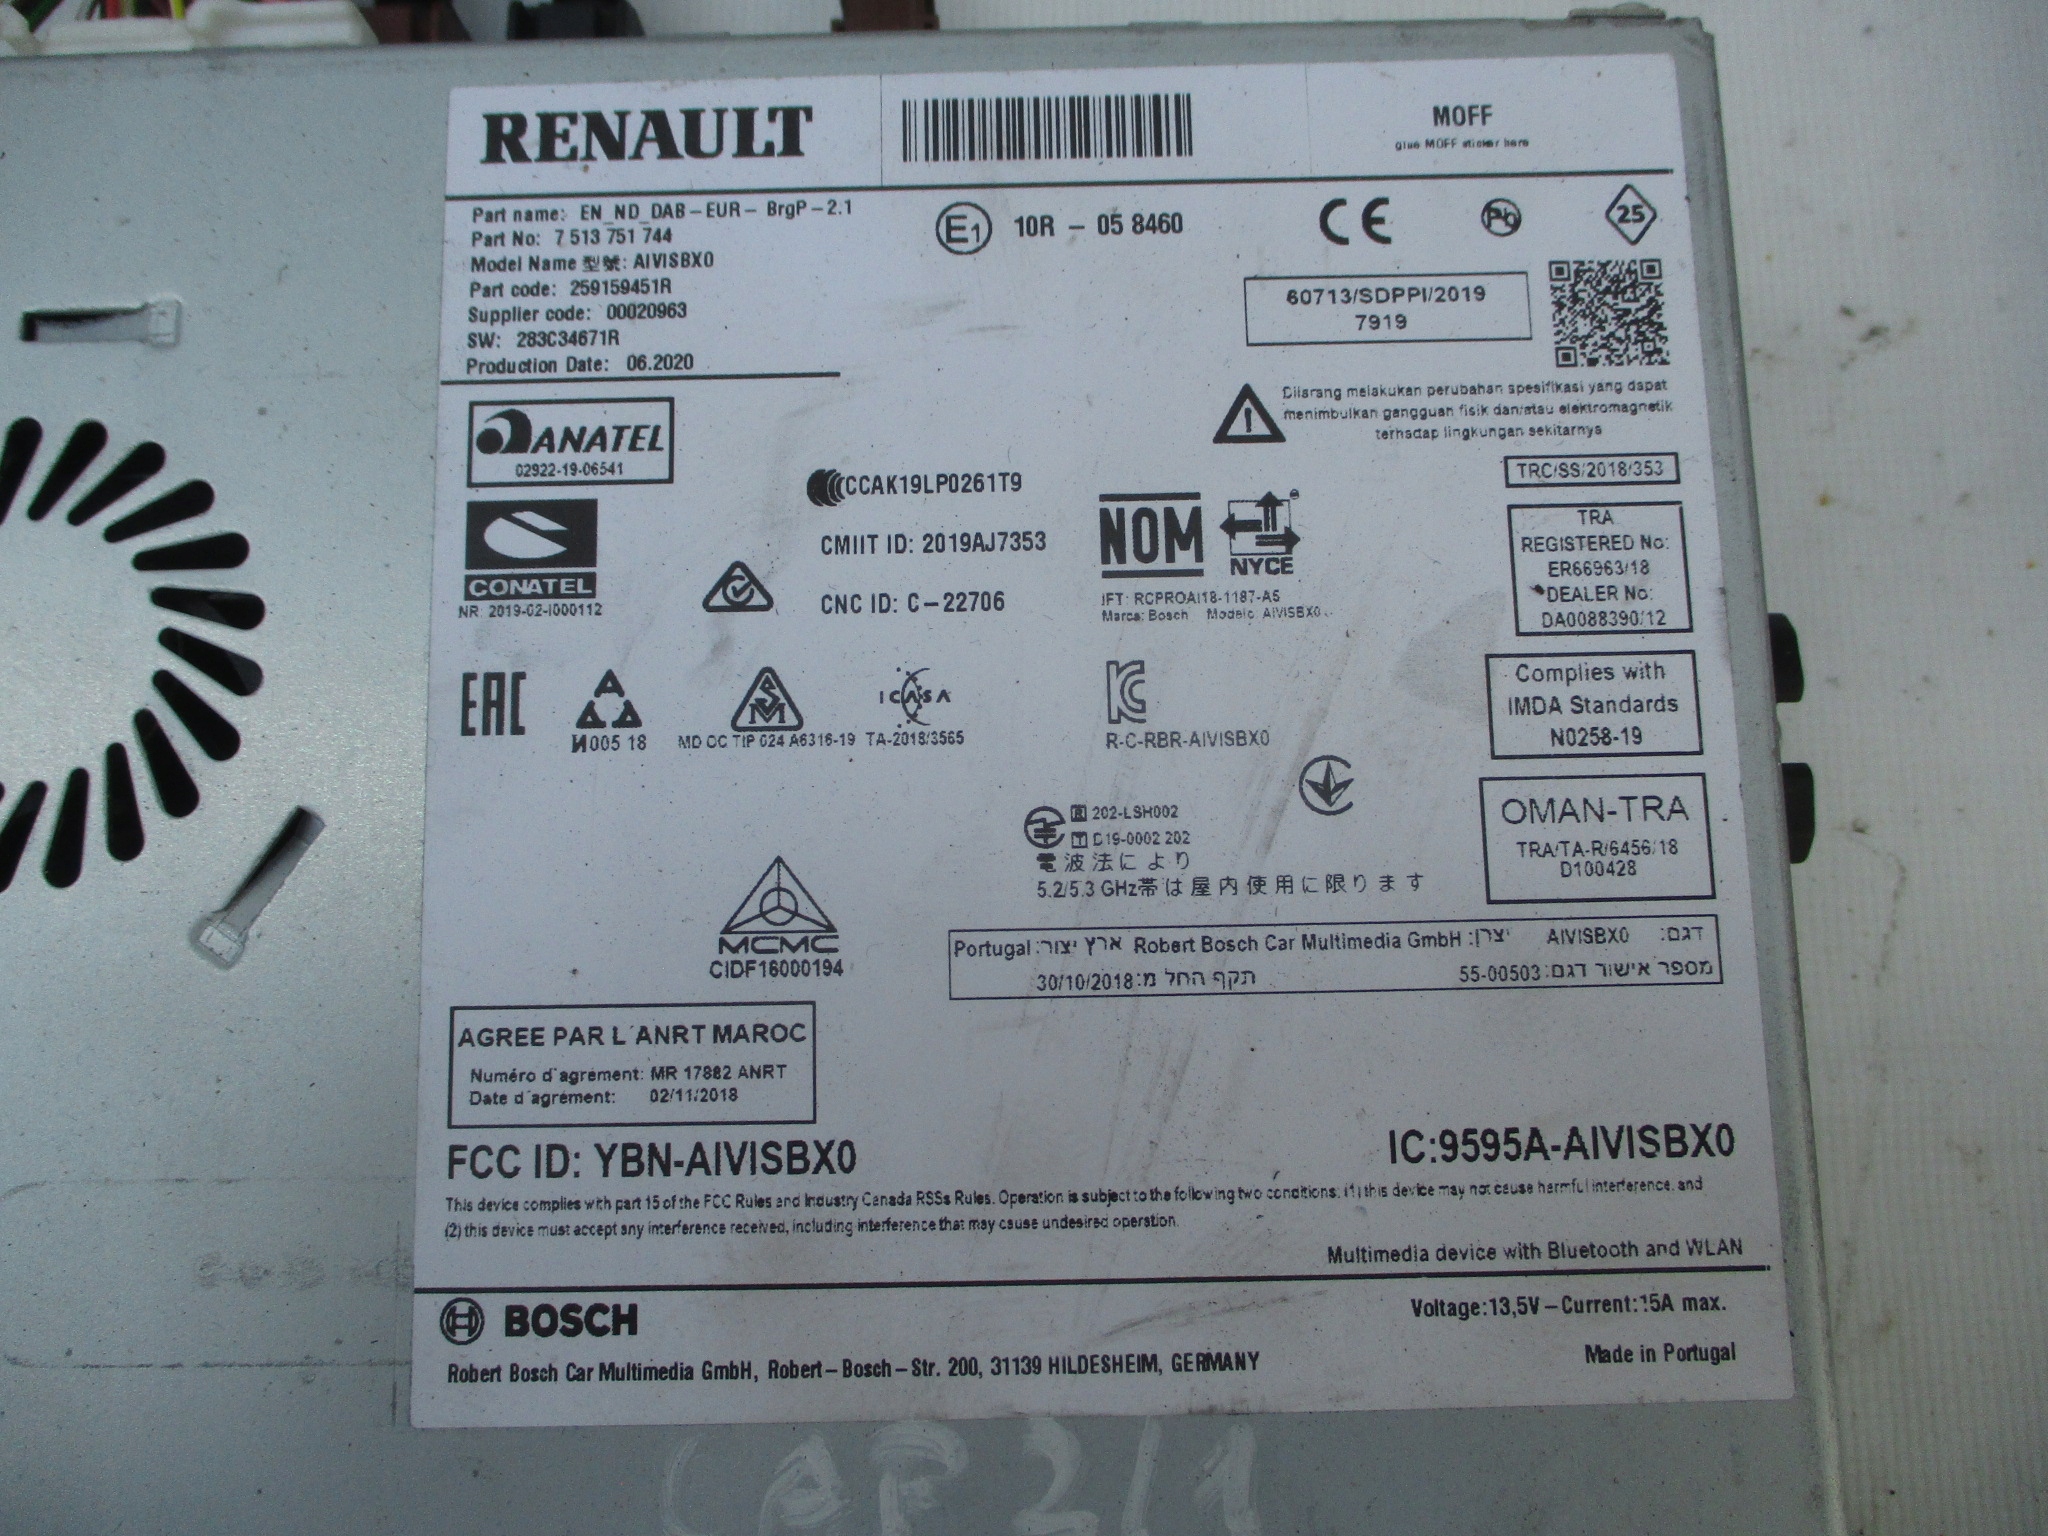 RENAULT
MOFF
glue MOFF sticker here
Part name: EN_ND_DAB-EUR- BrgP-2.1
Part No: 7 513 751 744
Model Name 型號: AIVISBX0
Part code: 259159451R
Supplier code: 00020963
SW: 283C34671R
Production Date: 06.2020
E1 10R - 05 8460
CE
Pb
25
60713/SDPPI/2019
7919
Dilarang melakukan perubahan spesifikasi yang dapat
menimbulkan gangguan fisik dan/atau elektromagnetik
terhadap lingkungan sekitarnya
ANATEL
02922-19-06541
CCAK19LP0261T9
CMIIT ID: 2019AJ7353
CNC ID: C-22706
CONATEL
NR: 2019-02-I000112
NOM
NYCE
IFT: RCPROAI18-1187-A5
Marca: Bosch Modelo: AIVISBX0
TRC/SS/2018/353
TRA
REGISTERED No:
ER66963/18
DEALER No:
DA0088390/12
EAC
И005 18
SM
MD OC TIP 024 A6316-19
ICASA
TA-2018/3565
R-C-RBR-AIVISBX0
Complies with
IMDA Standards
N0258-19
R 202-LSH002
T D19-0002 202
電波法により
5.2/5.3 GHz帯は屋内使用に限ります
OMAN-TRA
TRA/TA-R/6456/18
D100428
MCMC
CIDF16000194
דגם: AIVISBX0 יצרן: Robert Bosch Car Multimedia GmbH ארץ יצור: Portugal
מספר אישור דגם: 55-00503 תקף החל מ: 30/10/2018
AGREE PAR L'ANRT MAROC
Numéro d'agrément: MR 17882 ANRT
Date d'agrément: 02/11/2018
FCC ID: YBN-AIVISBX0
IC:9595A-AIVISBX0
This device complies with part 15 of the FCC Rules and Industry Canada RSSs Rules. Operation is subject to the following two conditions: (1) this device may not cause harmful interference, and
(2) this device must accept any interference received, including interference that may cause undesired operation.
Multimedia device with Bluetooth and WLAN
BOSCH
Voltage:13,5V-Current:15A max.
Robert Bosch Car Multimedia GmbH, Robert-Bosch-Str. 200, 31139 HILDESHEIM, GERMANY
Made in Portugal